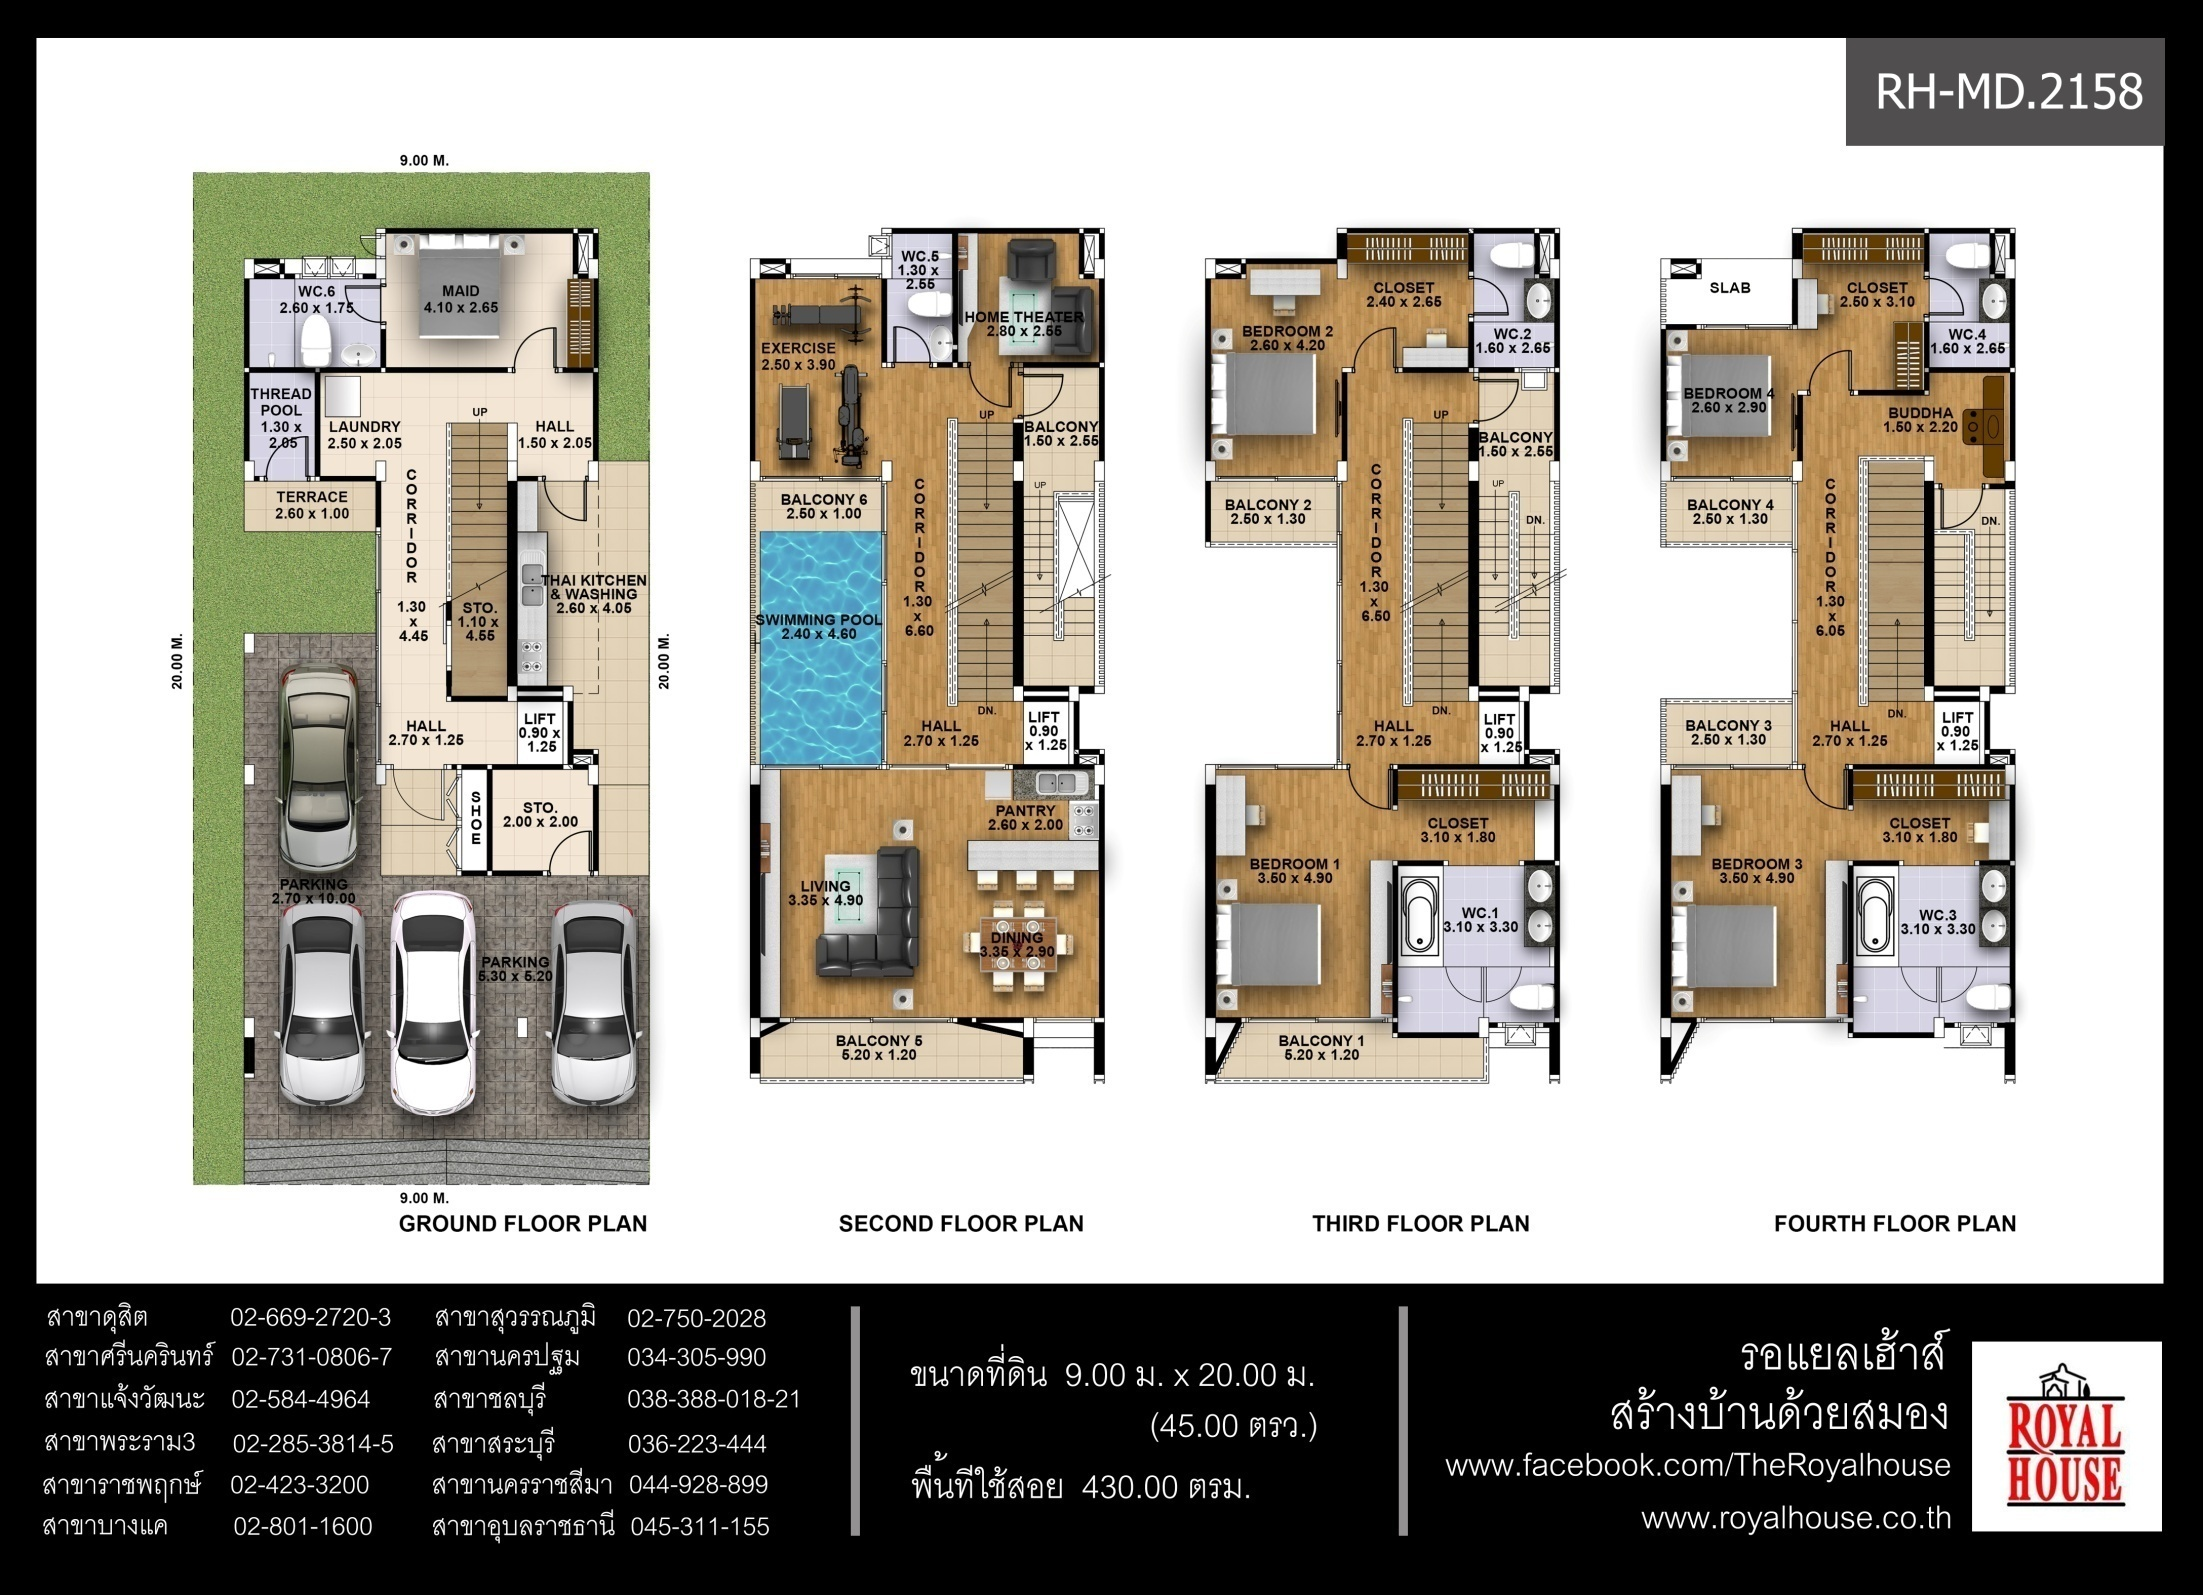 RH-MD.2158
9.00 M.
20.00 M.
20.00 M.
WC.6
2.60 x 1.75
MAID
4.10 x 2.65
THREAD
POOL
1.30 x
2.05
LAUNDRY
2.50 x 2.05
UP
HALL
1.50 x 2.05
TERRACE
2.60 x 1.00
CORRIDOR
1.30
x
4.45
STO.
1.10 x
4.55
THAI KITCHEN
& WASHING
2.60 x 4.05
HALL
2.70 x 1.25
LIFT
0.90 x
1.25
SHOE
STO.
2.00 x 2.00
PARKING
2.70 x 10.00
PARKING
5.30 x 5.20
9.00 M.
GROUND FLOOR PLAN
WC.5
1.30 x
2.55
HOME THEATER
2.80 x 2.55
EXERCISE
2.50 x 3.90
UP
BALCONY
1.50 x 2.55
BALCONY 6
2.50 x 1.00
UP
CORRIDOR
1.30
x
6.60
SWIMMING POOL
2.40 x 4.60
DN.
HALL
2.70 x 1.25
LIFT
0.90
x 1.25
PANTRY
2.60 x 2.00
LIVING
3.35 x 4.90
DINING
3.35 x 2.90
BALCONY 5
5.20 x 1.20
SECOND FLOOR PLAN
CLOSET
2.40 x 2.65
BEDROOM 2
2.60 x 4.20
WC.2
1.60 x 2.65
UP
BALCONY
1.50 x 2.55
BALCONY 2
2.50 x 1.30
UP
DN.
CORRIDOR
1.30
x
6.50
DN.
HALL
2.70 x 1.25
LIFT
0.90
x 1.25
CLOSET
3.10 x 1.80
BEDROOM 1
3.50 x 4.90
WC.1
3.10 x 3.30
BALCONY 1
5.20 x 1.20
THIRD FLOOR PLAN
SLAB
CLOSET
2.50 x 3.10
WC.4
1.60 x 2.65
BEDROOM 4
2.60 x 2.90
BUDDHA
1.50 x 2.20
BALCONY 4
2.50 x 1.30
DN.
CORRIDOR
1.30
x
6.05
BALCONY 3
2.50 x 1.30
DN.
HALL
2.70 x 1.25
LIFT
0.90
x 1.25
CLOSET
3.10 x 1.80
BEDROOM 3
3.50 x 4.90
WC.3
3.10 x 3.30
FOURTH FLOOR PLAN
สาขาดุสิต 02-669-2720-3
สาขาศรีนครินทร์ 02-731-0806-7
สาขาแจ้งวัฒนะ 02-584-4964
สาขาพระราม3 02-285-3814-5
สาขาราชพฤกษ์ 02-423-3200
สาขาบางแค 02-801-1600
สาขาสุวรรณภูมิ 02-750-2028
สาขานครปฐม 034-305-990
สาขาชลบุรี 038-388-018-21
สาขาสระบุรี 036-223-444
สาขานครราชสีมา 044-928-899
สาขาอุบลราชธานี 045-311-155
ขนาดที่ดิน 9.00 ม. x 20.00 ม.
(45.00 ตรว.)
พื้นที่ใช้สอย 430.00 ตรม.
รอแยลเฮ้าส์
สร้างบ้านด้วยสมอง
www.facebook.com/TheRoyalhouse
www.royalhouse.co.th
ROYAL
HOUSE